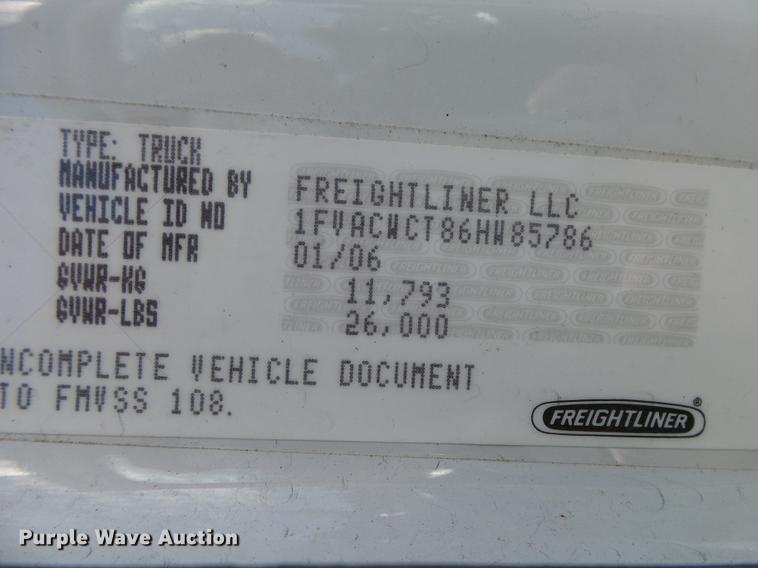 TYPE: TRUCK
MANUFACTURED BY FREIGHTLINER LLC
VEHICLE ID NO 1FVACWCT86HW85786
DATE OF MFR 01/06
GVWR-KG 11,793
GVWR-LBS 26,000
NCOMPLETE VEHICLE DOCUMENT
TO FMVSS 108.
FREIGHTLINER®
Purple Wave Auction